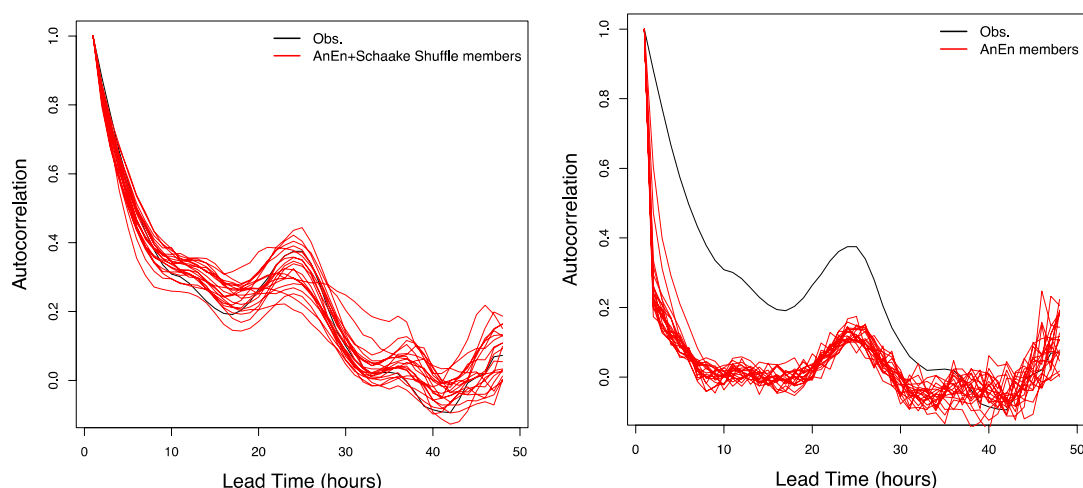 Obs.
AnEn+Schaake Shuffle members
Autocorrelation
1.0
0.8
0.6
0.4
0.2
0.0
0 10 20 30 40 50
Lead Time (hours)
Obs.
AnEn members
Autocorrelation
1.0
0.8
0.6
0.4
0.2
0.0
0 10 20 30 40 50
Lead Time (hours)